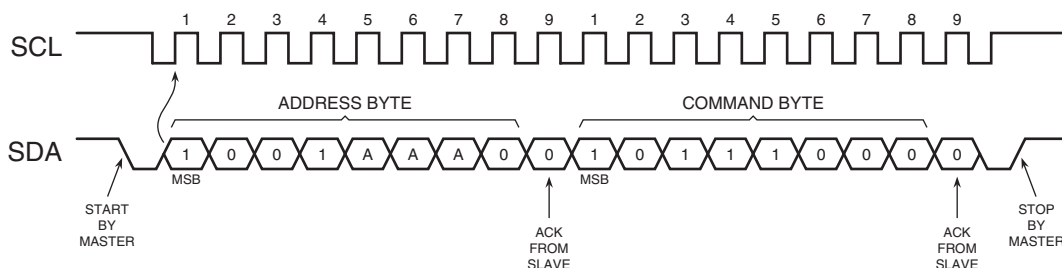 1 2 3 4 5 6 7 8 9 1 2 3 4 5 6 7 8 9
SCL
ADDRESS BYTE COMMAND BYTE
SDA 1 0 0 1 A A A 0 0 1 0 1 1 1 0 0 0 0
MSB MSB
START
BY
MASTER
ACK
FROM
SLAVE
ACK
FROM
SLAVE
STOP
BY
MASTER